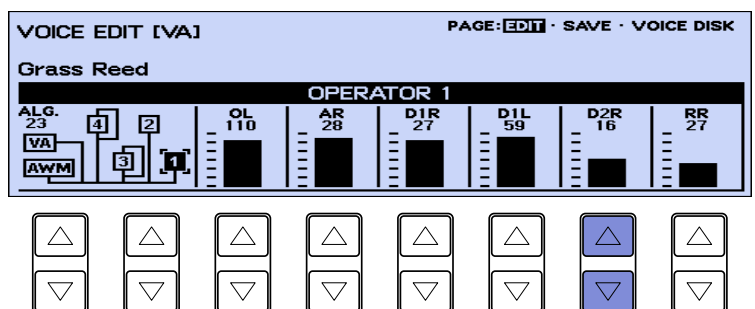 VOICE EDIT [VA]
PAGE: EDIT · SAVE · VOICE DISK
Grass Reed
OPERATOR 1
ALG. 23
4
2
VA
3
1
AWM
OL 110
AR 28
D1R 27
D1L 59
D2R 16
RR 27